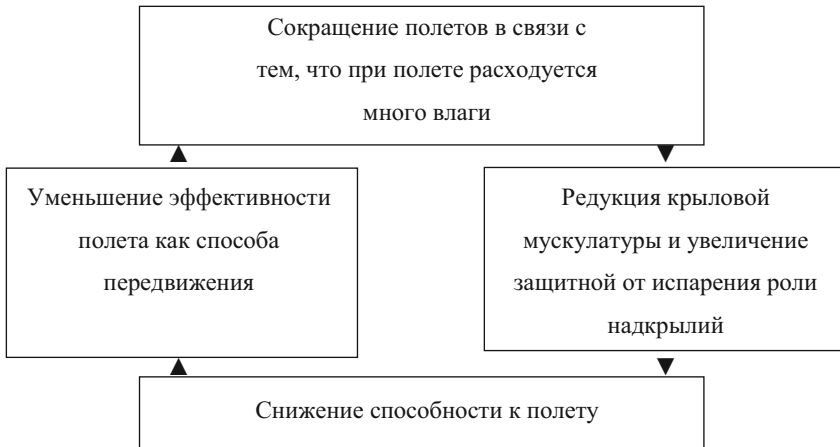 Сокращение полетов в связи с
тем, что при полете расходуется
много влаги
Уменьшение эффективности
полета как способа
передвижения
Редукция крыловой
мускулатуры и увеличение
защитной от испарения роли
надкрылий
Снижение способности к полету